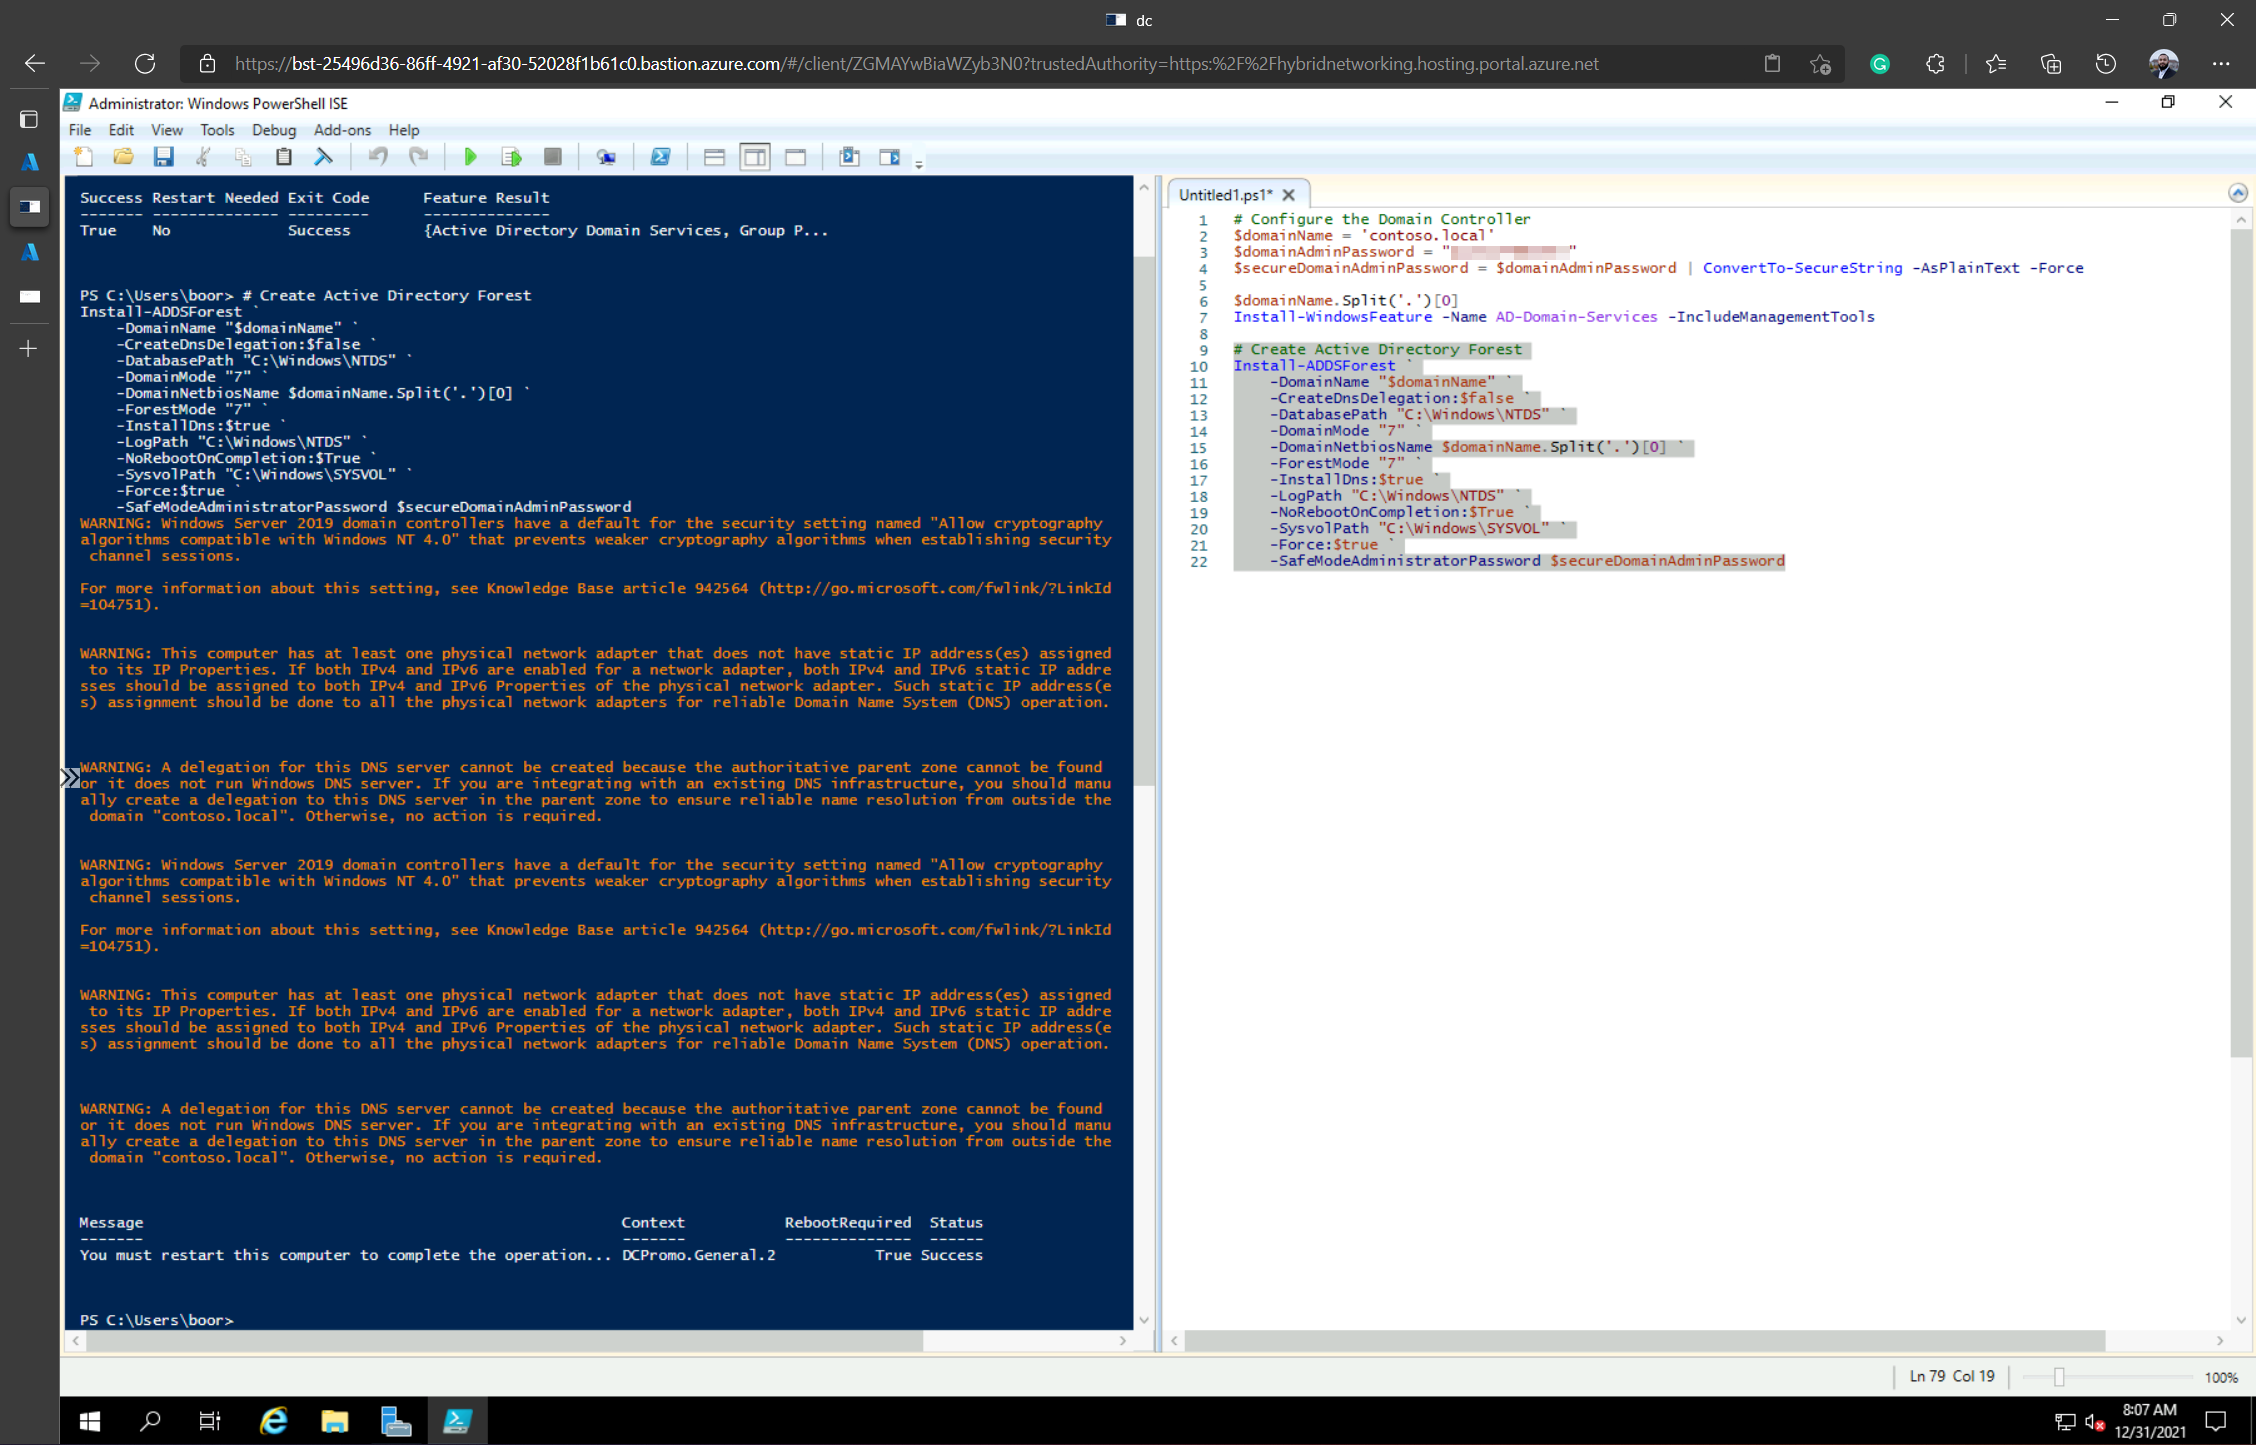 dc
https://bst-25496d36-86ff-4921-af30-52028f1b61c0.bastion.azure.com/#/client/ZGMAYwBiaWZyb3N0?trustedAuthority=https:%2F%2Fhybridnetworking.hosting.portal.azure.net
Administrator: Windows PowerShell ISE
File Edit View Tools Debug Add-ons Help
Success Restart Needed Exit Code      Feature Result
------- -------------- ---------      --------------
True    No             Success        {Active Directory Domain Services, Group P...
PS C:\Users\boor> # Create Active Directory Forest
Install-ADDSForest `
    -DomainName "$domainName" `
    -CreateDnsDelegation:$false `
    -DatabasePath "C:\Windows\NTDS" `
    -DomainMode "7" `
    -DomainNetbiosName $domainName.Split('.')[0] `
    -ForestMode "7" `
    -InstallDns:$true `
    -LogPath "C:\Windows\NTDS" `
    -NoRebootOnCompletion:$True `
    -SysvolPath "C:\Windows\SYSVOL" `
    -Force:$true `
    -SafeModeAdministratorPassword $secureDomainAdminPassword
WARNING: Windows Server 2019 domain controllers have a default for the security setting named "Allow cryptography
algorithms compatible with Windows NT 4.0" that prevents weaker cryptography algorithms when establishing security
 channel sessions.
For more information about this setting, see Knowledge Base article 942564 (http://go.microsoft.com/fwlink/?LinkId
=104751).
WARNING: This computer has at least one physical network adapter that does not have static IP address(es) assigned
 to its IP Properties. If both IPv4 and IPv6 are enabled for a network adapter, both IPv4 and IPv6 static IP addre
sses should be assigned to both IPv4 and IPv6 Properties of the physical network adapter. Such static IP address(e
s) assignment should be done to all the physical network adapters for reliable Domain Name System (DNS) operation.
WARNING: A delegation for this DNS server cannot be created because the authoritative parent zone cannot be found
or it does not run Windows DNS server. If you are integrating with an existing DNS infrastructure, you should manu
ally create a delegation to this DNS server in the parent zone to ensure reliable name resolution from outside the
 domain "contoso.local". Otherwise, no action is required.
WARNING: Windows Server 2019 domain controllers have a default for the security setting named "Allow cryptography
algorithms compatible with Windows NT 4.0" that prevents weaker cryptography algorithms when establishing security
 channel sessions.
For more information about this setting, see Knowledge Base article 942564 (http://go.microsoft.com/fwlink/?LinkId
=104751).
WARNING: This computer has at least one physical network adapter that does not have static IP address(es) assigned
 to its IP Properties. If both IPv4 and IPv6 are enabled for a network adapter, both IPv4 and IPv6 static IP addre
sses should be assigned to both IPv4 and IPv6 Properties of the physical network adapter. Such static IP address(e
s) assignment should be done to all the physical network adapters for reliable Domain Name System (DNS) operation.
WARNING: A delegation for this DNS server cannot be created because the authoritative parent zone cannot be found
or it does not run Windows DNS server. If you are integrating with an existing DNS infrastructure, you should manu
ally create a delegation to this DNS server in the parent zone to ensure reliable name resolution from outside the
 domain "contoso.local". Otherwise, no action is required.
Message                                                     Context           RebootRequired  Status
-------                                                     -------           --------------  ------
You must restart this computer to complete the operation... DCPromo.General.2           True Success
PS C:\Users\boor>
Untitled1.ps1*
1 # Configure the Domain Controller
2 $domainName = 'contoso.local'
3 $domainAdminPassword = " "
4 $secureDomainAdminPassword = $domainAdminPassword | ConvertTo-SecureString -AsPlainText -Force
5
6 $domainName.Split('.')[0]
7 Install-WindowsFeature -Name AD-Domain-Services -IncludeManagementTools
8
9 # Create Active Directory Forest
10 Install-ADDSForest `
11     -DomainName "$domainName" `
12     -CreateDnsDelegation:$false `
13     -DatabasePath "C:\Windows\NTDS" `
14     -DomainMode "7" `
15     -DomainNetbiosName $domainName.Split('.')[0] `
16     -ForestMode "7" `
17     -InstallDns:$true `
18     -LogPath "C:\Windows\NTDS" `
19     -NoRebootOnCompletion:$True `
20     -SysvolPath "C:\Windows\SYSVOL" `
21     -Force:$true `
22     -SafeModeAdministratorPassword $secureDomainAdminPassword
Ln 79 Col 19
100%
8:07 AM
12/31/2021